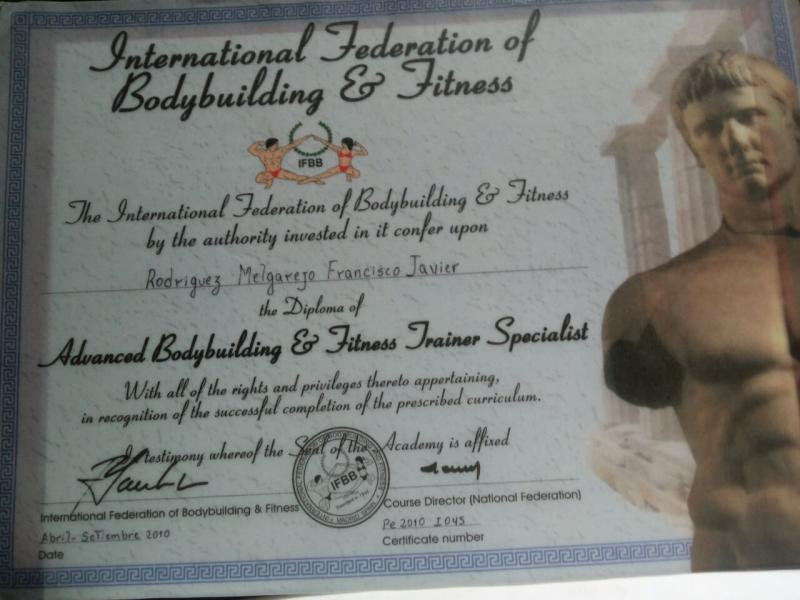 International Federation of
Bodybuilding & Fitness
IFBB
The International Federation of Bodybuilding & Fitness
by the authority invested in it confer upon
Rodriguez Melgarejo Francisco Javier
the Diploma of
Advanced Bodybuilding & Fitness Trainer Specialist
With all of the rights and privileges thereto appertaining,
in recognition of the successful completion of the prescribed curriculum.
In testimony whereof the Seal of the Academy is affixed
IFBB
International Federation of Bodybuilding & Fitness
Course Director (National Federation)
Abril-SeTiembre 2010
Pe 2010 I045
Date
Certificate number